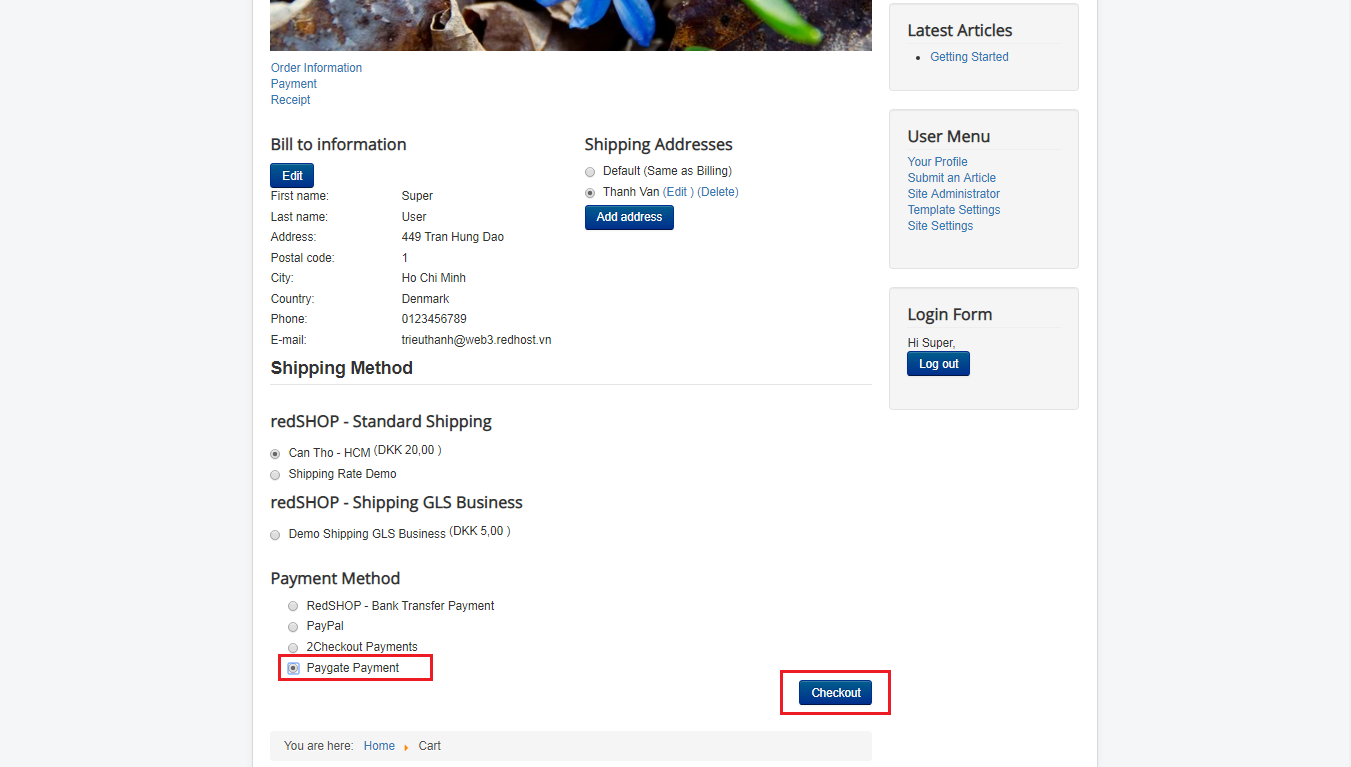 Order Information
Payment
Receipt
Bill to information
Edit
First name: Super
Last name: User
Address: 449 Tran Hung Dao
Postal code: 1
City: Ho Chi Minh
Country: Denmark
Phone: 0123456789
E-mail: trieuthanh@web3.redhost.vn
Shipping Addresses
Default (Same as Billing)
Thanh Van (Edit ) (Delete)
Add address
Shipping Method
redSHOP - Standard Shipping
Can Tho - HCM (DKK 20,00 )
Shipping Rate Demo
redSHOP - Shipping GLS Business
Demo Shipping GLS Business (DKK 5,00 )
Payment Method
RedSHOP - Bank Transfer Payment
PayPal
2Checkout Payments
Paygate Payment
Checkout
You are here: Home Cart
Latest Articles
Getting Started
User Menu
Your Profile
Submit an Article
Site Administrator
Template Settings
Site Settings
Login Form
Hi Super,
Log out